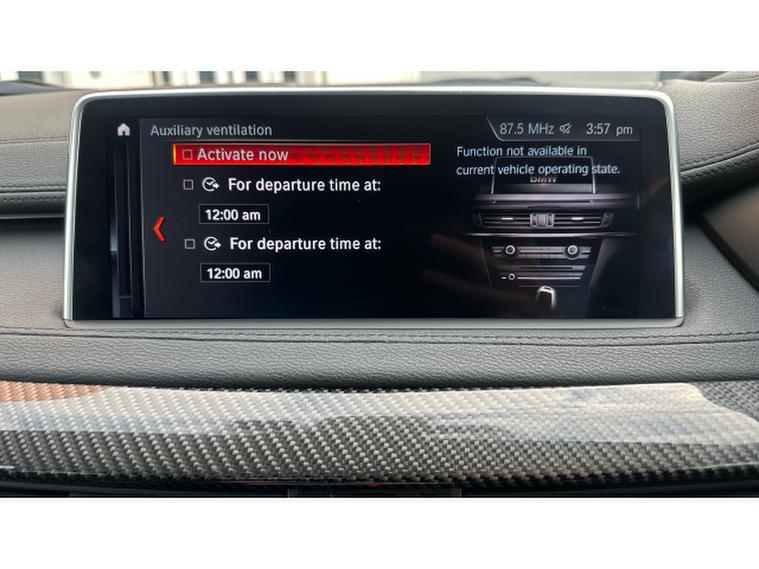 Auxiliary ventilation
87.5 MHz
3:57 pm
Activate now
Function not available in
current vehicle operating state.
BMW
For departure time at:
12:00 am
For departure time at:
12:00 am